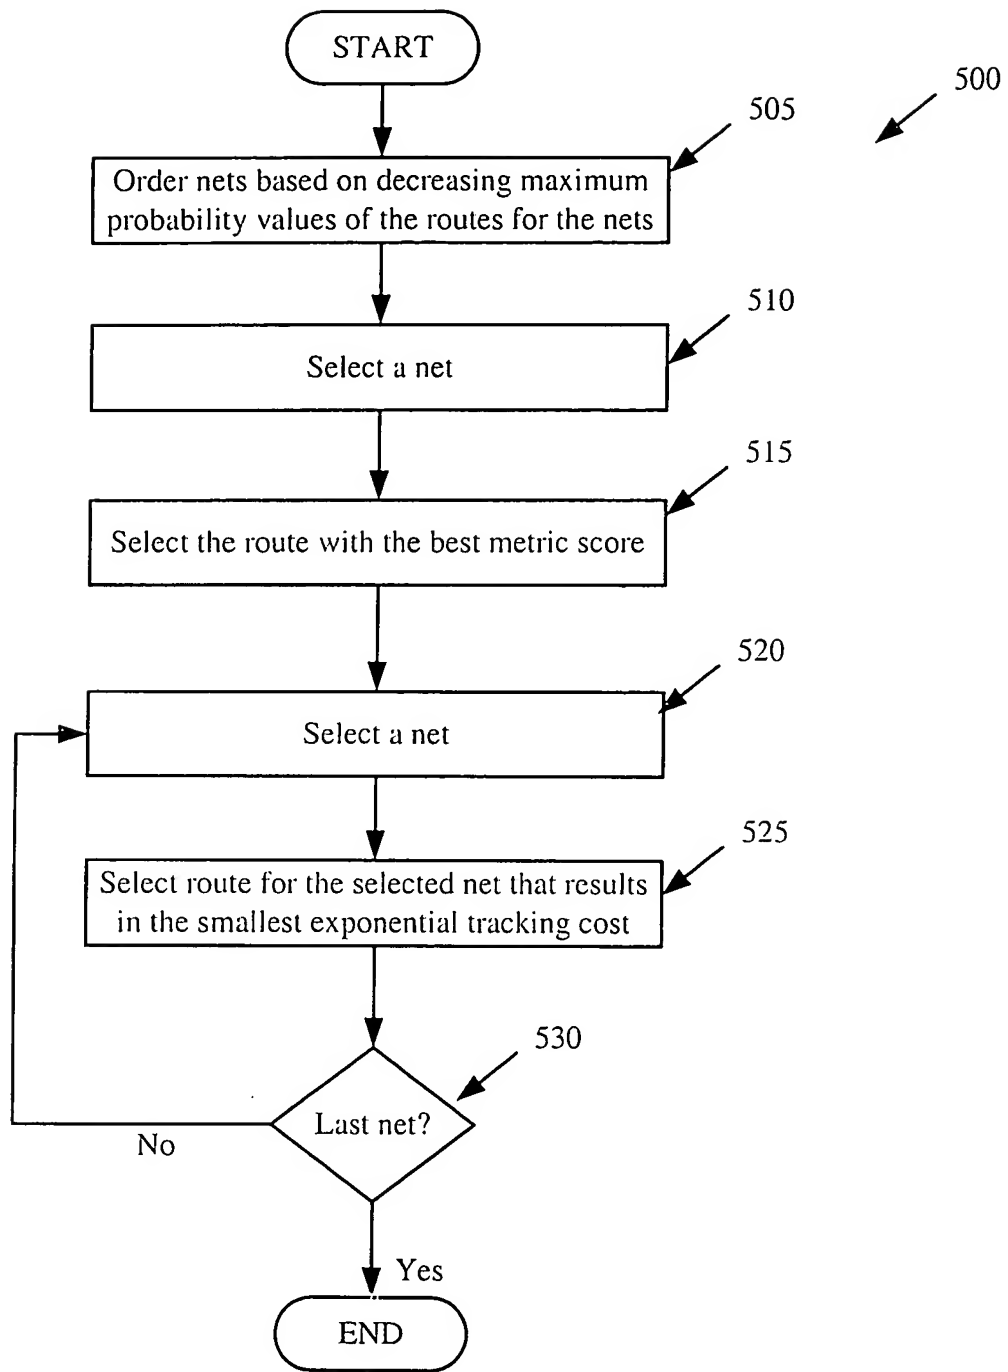 START
500
505
Order nets based on decreasing maximum
probability values of the routes for the nets
510
Select a net
515
Select the route with the best metric score
520
Select a net
525
Select route for the selected net that results
in the smallest exponential tracking cost
530
Last net?
No
Yes
END